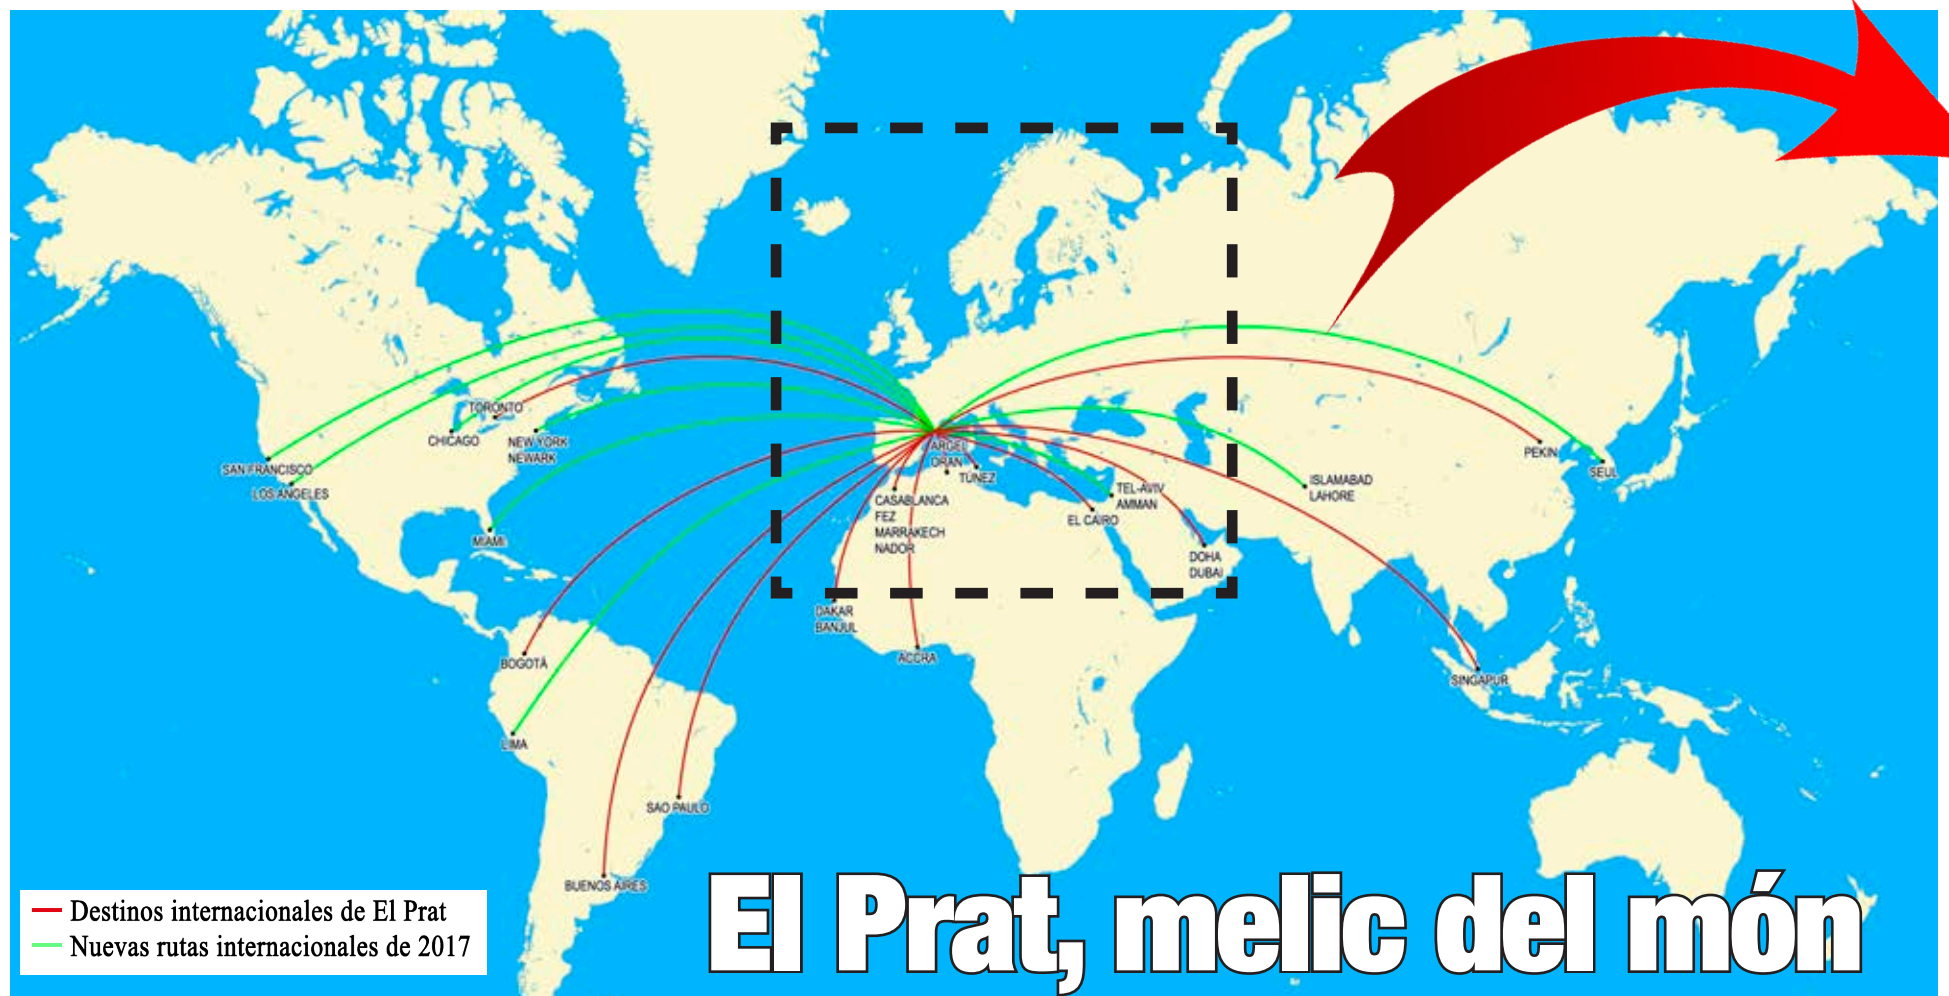 TORONTO
CHICAGO
NEW YORK
NEWARK
SAN FRANCISCO
LOS ANGELES
MIAMI
BOGOTÁ
LIMA
SAO PAULO
BUENOS AIRES
ARGEL
ORAN
TÚNEZ
CASABLANCA
FEZ
MARRAKECH
NADOR
TEL-AVIV
AMMAN
EL CAIRO
DOHA
DUBAI
DAKAR
BANJUL
ACCRA
PEKIN
SEUL
ISLAMABAD
LAHORE
SINGAPUR
Destinos internacionales de El Prat
Nuevas rutas internacionales de 2017
El Prat, melic del món